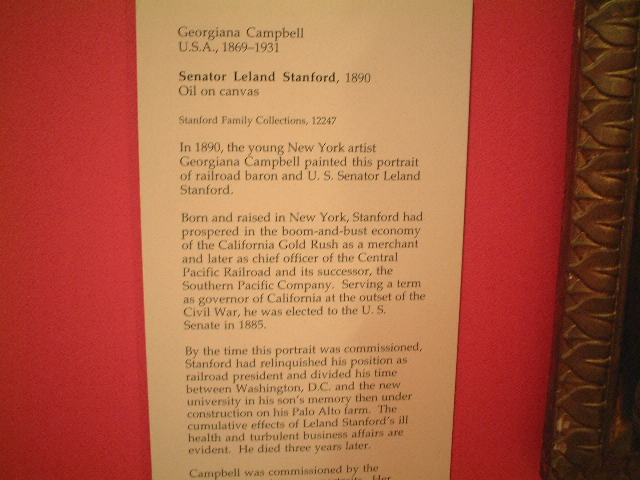 Georgiana Campbell
U.S.A., 1869–1931
Senator Leland Stanford, 1890
Oil on canvas
Stanford Family Collections, 12247
In 1890, the young New York artist
Georgiana Campbell painted this portrait
of railroad baron and U. S. Senator Leland
Stanford.
Born and raised in New York, Stanford had
prospered in the boom-and-bust economy
of the California Gold Rush as a merchant
and later as chief officer of the Central
Pacific Railroad and its successor, the
Southern Pacific Company. Serving a term
as governor of California at the outset of the
Civil War, he was elected to the U. S.
Senate in 1885.
By the time this portrait was commissioned,
Stanford had relinquished his position as
railroad president and divided his time
between Washington, D.C. and the new
university in his son's memory then under
construction on his Palo Alto farm. The
cumulative effects of Leland Stanford's ill
health and turbulent business affairs are
evident. He died three years later.
Campbell was commissioned by the